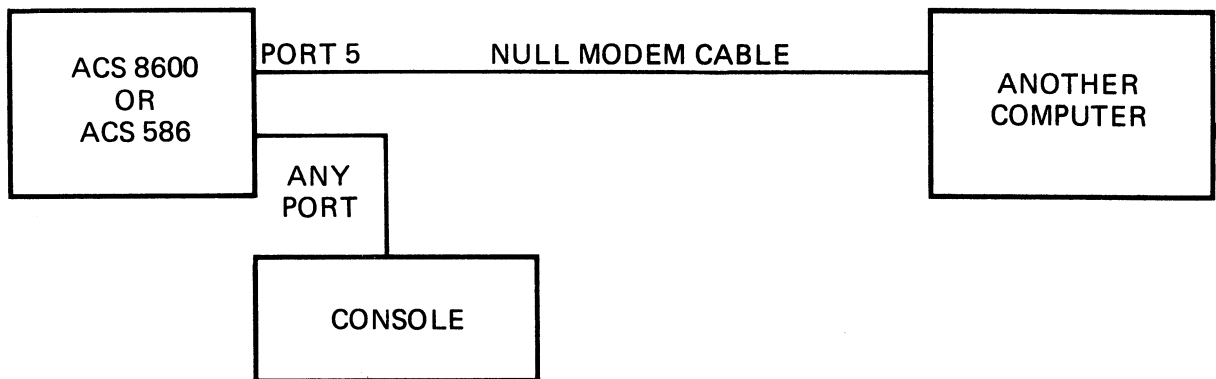 ACS 8600
OR
ACS 586
PORT 5
NULL MODEM CABLE
ANOTHER
COMPUTER
ANY
PORT
CONSOLE